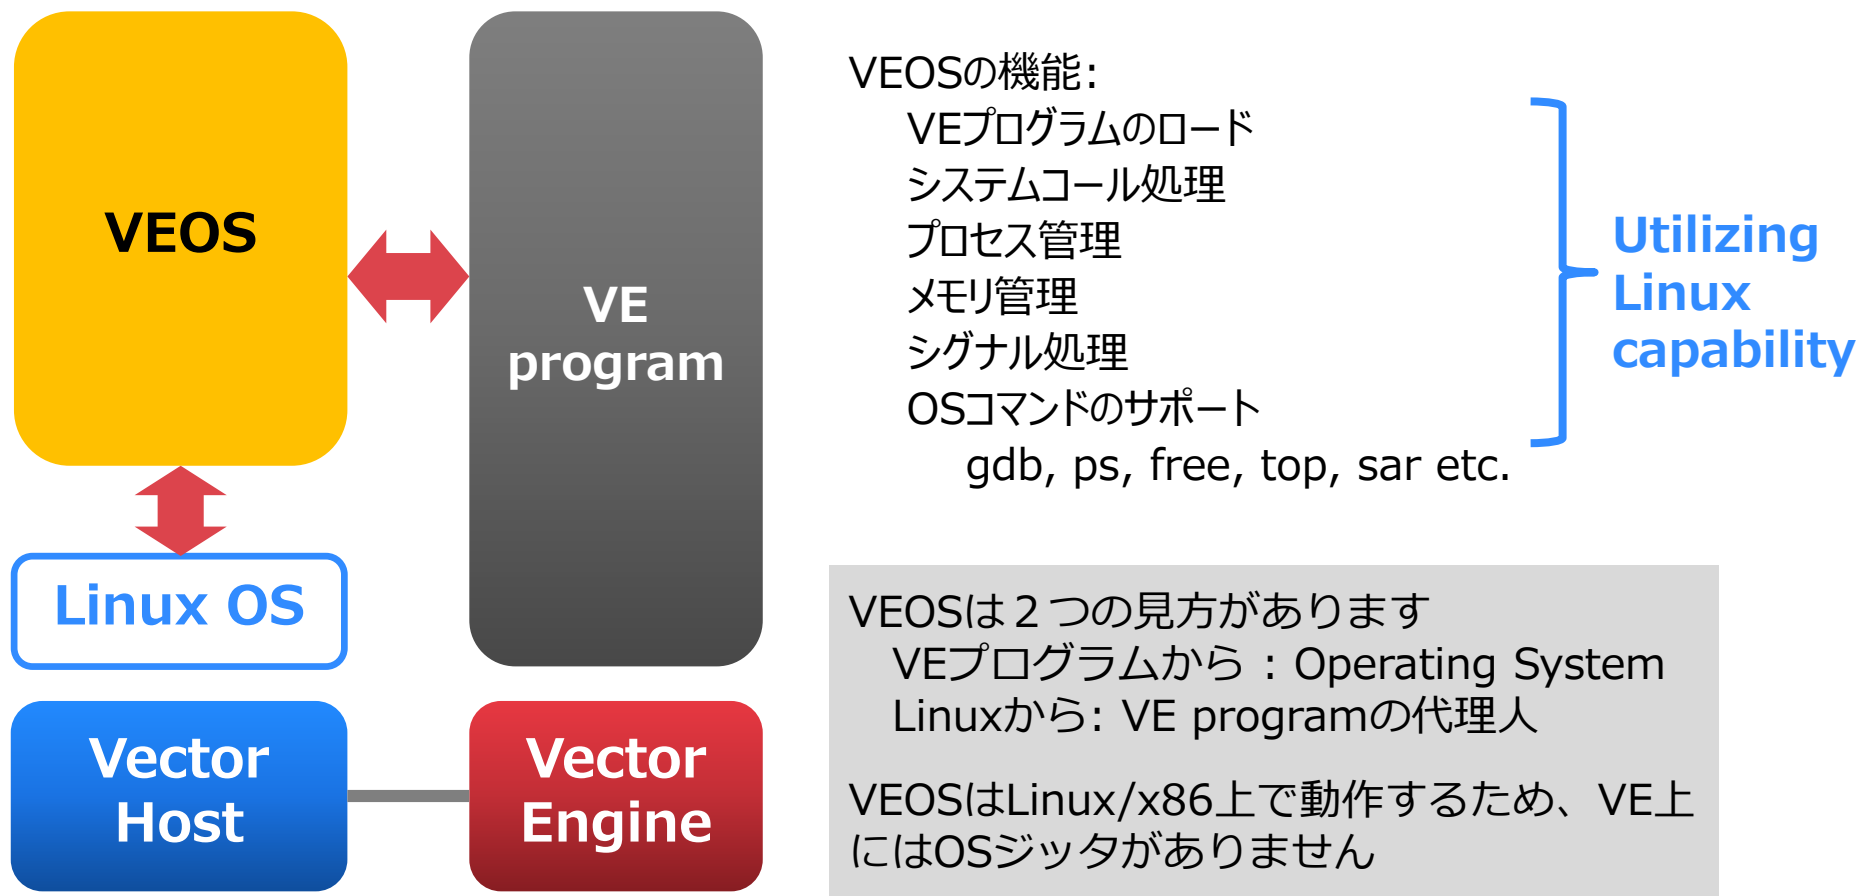 VEOS
VE
program
Linux OS
Vector
Host
Vector
Engine
VEOSの機能:
VEプログラムのロード
システムコール処理
プロセス管理
メモリ管理
シグナル処理
OSコマンドのサポート
gdb, ps, free, top, sar etc.
Utilizing
Linux
capability
VEOSは２つの見方があります
VEプログラムから : Operating System
Linuxから: VE programの代理人
VEOSはLinux/x86上で動作するため、VE上
にはOSジッタがありません